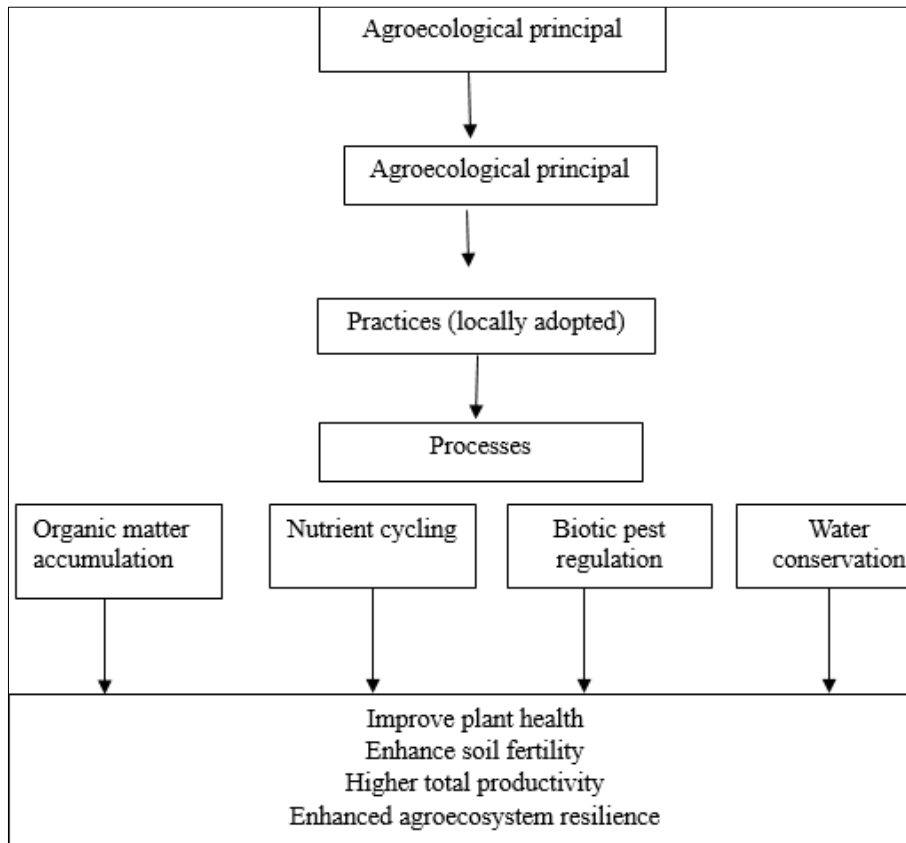 Agroecological principal
Agroecological principal
Practices (locally adopted)
Processes
Organic matter
accumulation
Nutrient cycling
Biotic pest
regulation
Water
conservation
Improve plant health
Enhance soil fertility
Higher total productivity
Enhanced agroecosystem resilience